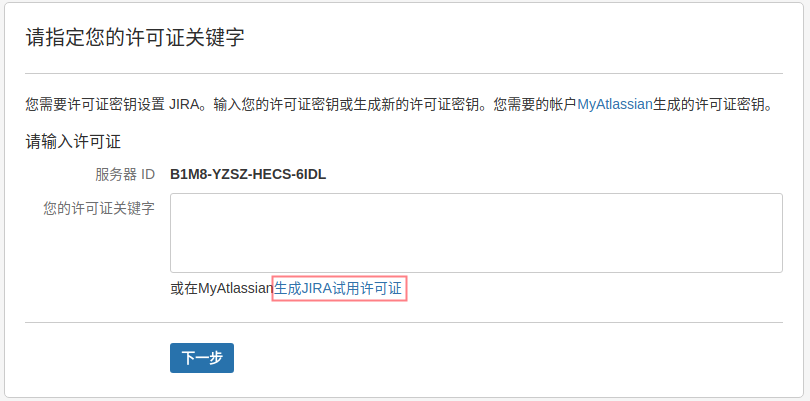 请指定您的许可证关键字
您需要许可证密钥设置 JIRA。输入您的许可证密钥或生成新的许可证密钥。您需要的帐户MyAtlassian生成的许可证密钥。
请输入许可证
服务器 ID B1M8-YZSZ-HECS-6IDL
您的许可证关键字
或在MyAtlassian生成JIRA试用许可证
下一步